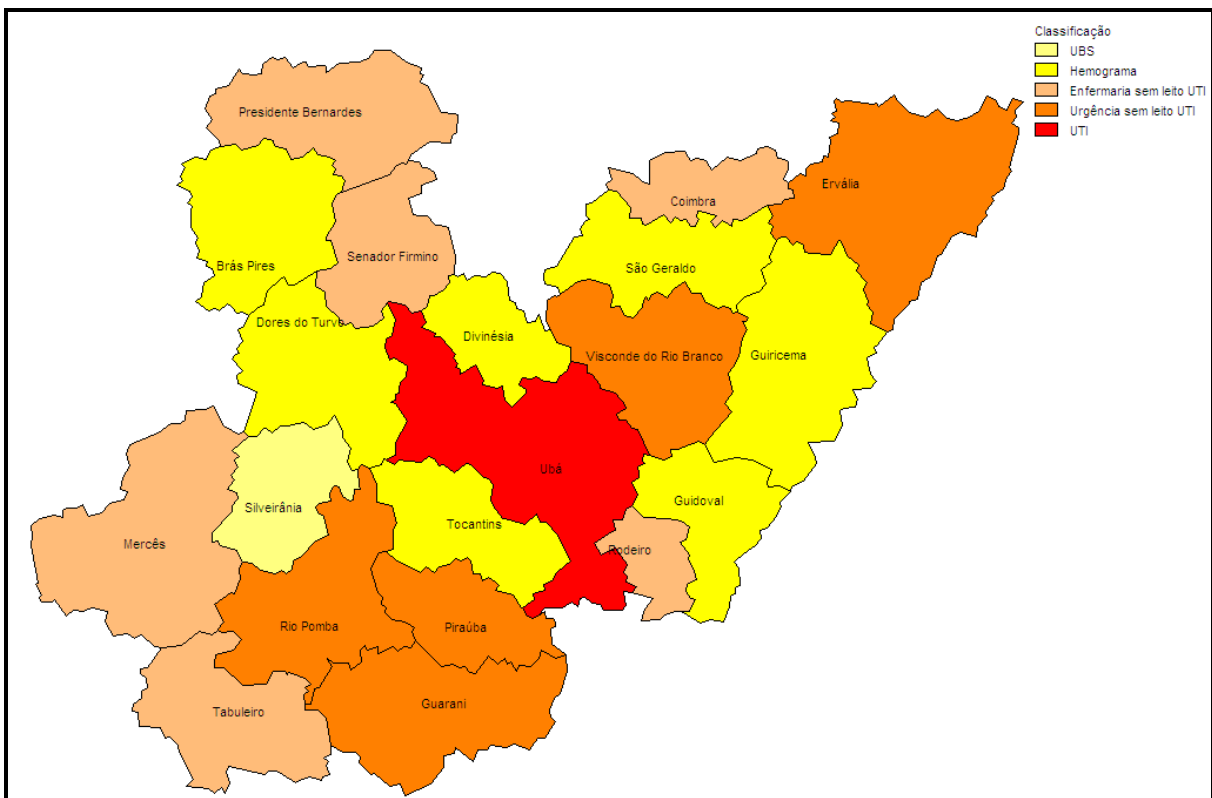 Classificação
UBS
Hemograma
Enfermaria sem leito UTI
Urgência sem leito UTI
UTI
Presidente Bernardes
Ervália
Coimbra
Senador Firmino
Brás Pires
São Geraldo
Dores do Turvo
Divinésia
Visconde do Rio Branco
Guiricema
Ubá
Guidoval
Silveirânia
Tocantins
Mercês
Rodeiro
Rio Pomba
Piraúba
Guarani
Tabuleiro